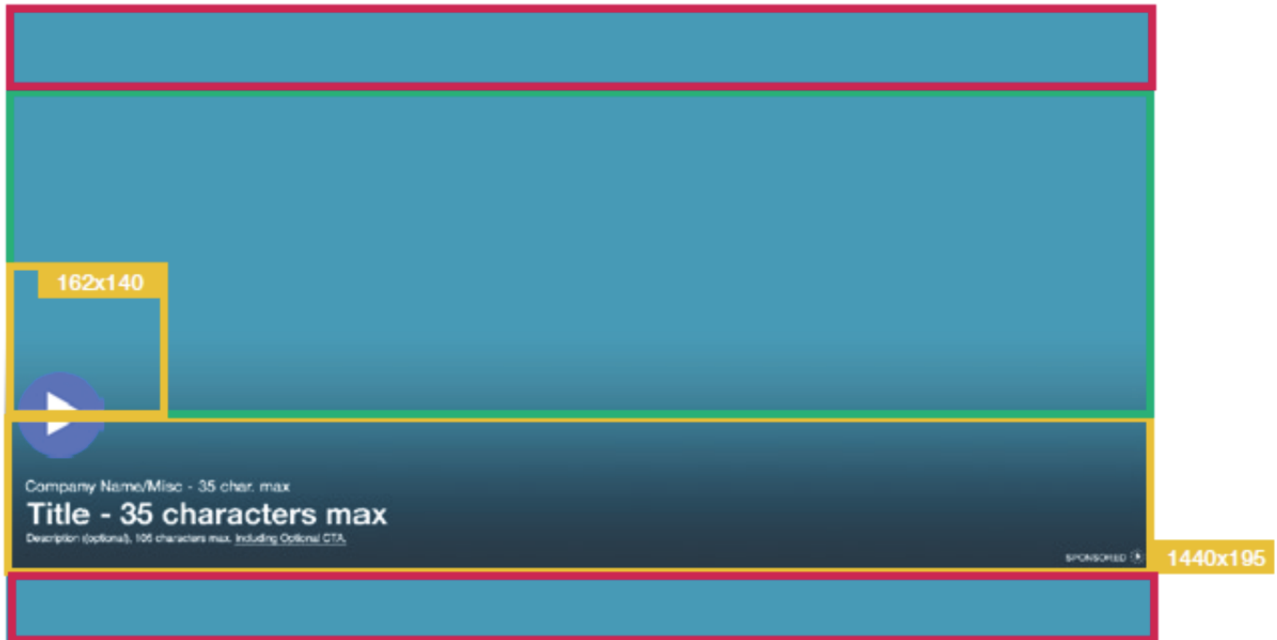 162x140
Company Name/Misc - 35 char. max
Title - 35 characters max
Description (optional), 106 characters max. Including Optional CTA.
SPONSORED
1440x195